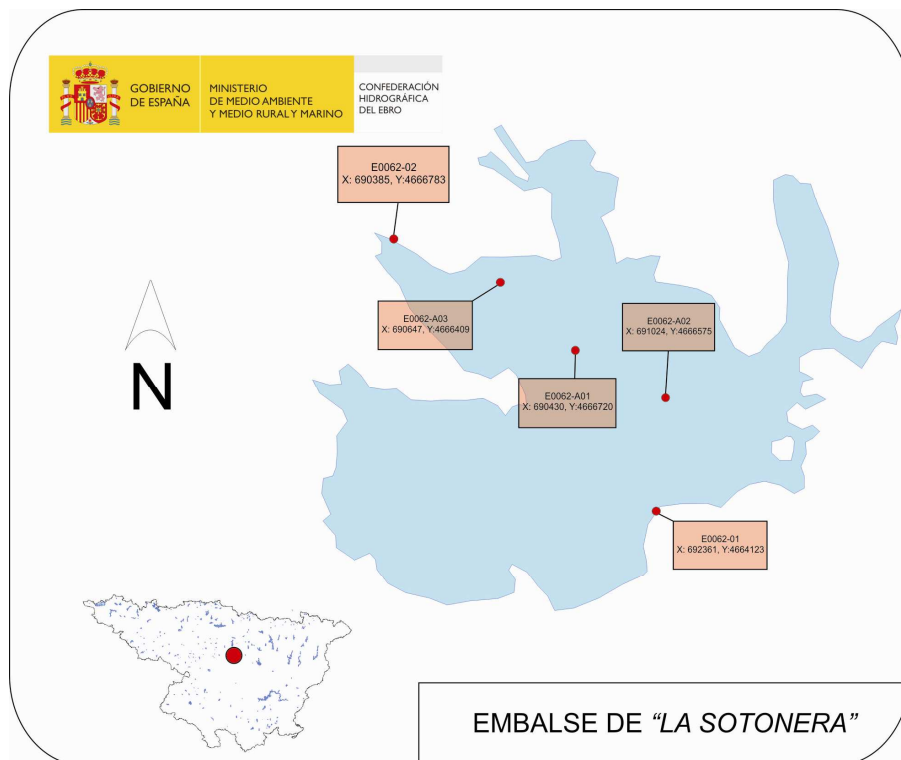 GOBIERNO
DE ESPAÑA
MINISTERIO
DE MEDIO AMBIENTE
Y MEDIO RURAL Y MARINO
CONFEDERACIÓN
HIDROGRÁFICA
DEL EBRO
E0062-02
X: 690385, Y:4666783
E0062-A03
X: 690647, Y:4666409
E0062-A02
X: 691024, Y:4666575
E0062-A01
X: 690430, Y:4666720
N
E0062-01
X: 692361, Y:4664123
EMBALSE DE “LA SOTONERA”